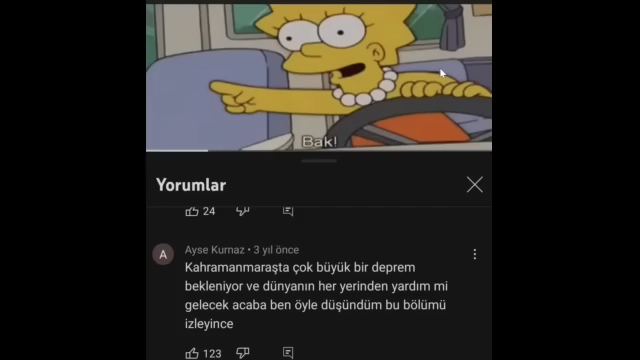 Bak!
Yorumlar
24
A
Ayse Kurnaz • 3 yıl önce
Kahramanmaraşta çok büyük bir deprem
bekleniyor ve dünyanın her yerinden yardım mi
gelecek acaba ben öyle düşündüm bu bölümü
izleyince
123